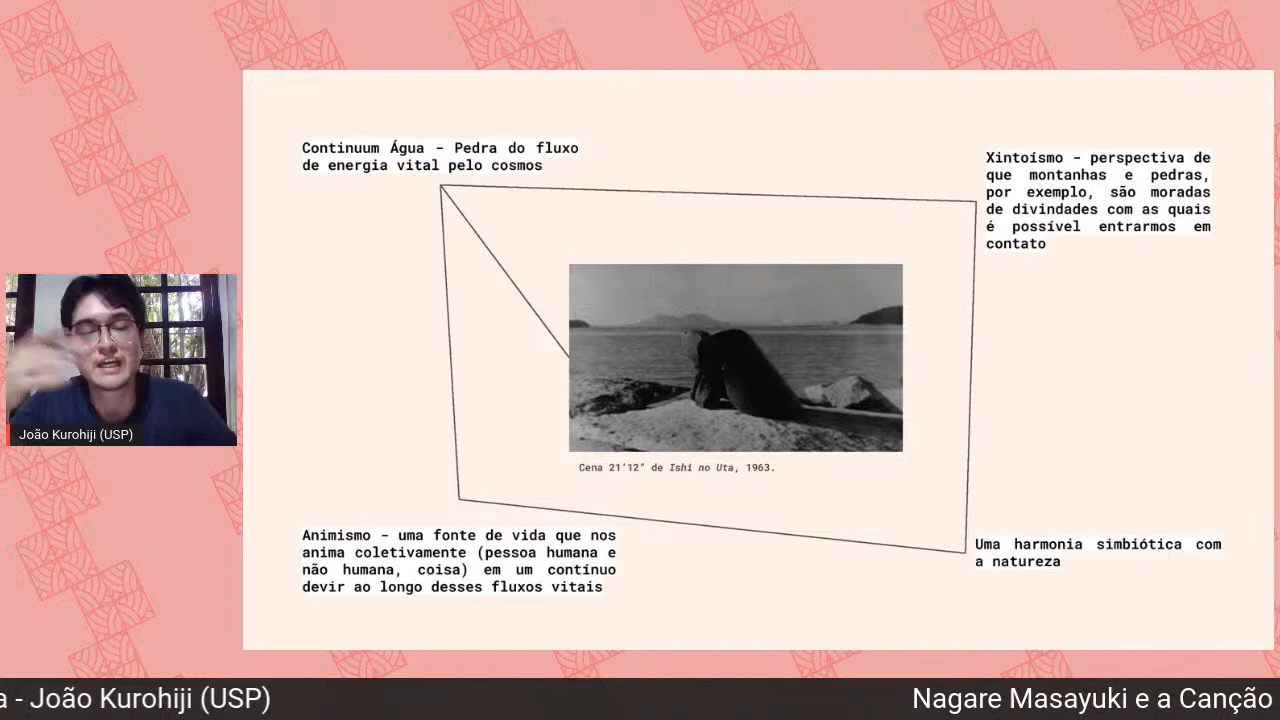 Continuum Água - Pedra do fluxo
de energia vital pelo cosmos
Xintoísmo - perspectiva de
que montanhas e pedras,
por exemplo, são moradas
de divindades com as quais
é possível entrarmos em
contato
João Kurohiji (USP)
Cena 21'12" de Ishi no Uta, 1963.
Animismo - uma fonte de vida que nos
anima coletivamente (pessoa humana e
não humana, coisa) em um contínuo
devir ao longo desses fluxos vitais
Uma harmonia simbiótica com
a natureza
a - João Kurohiji (USP)
Nagare Masayuki e a Canção